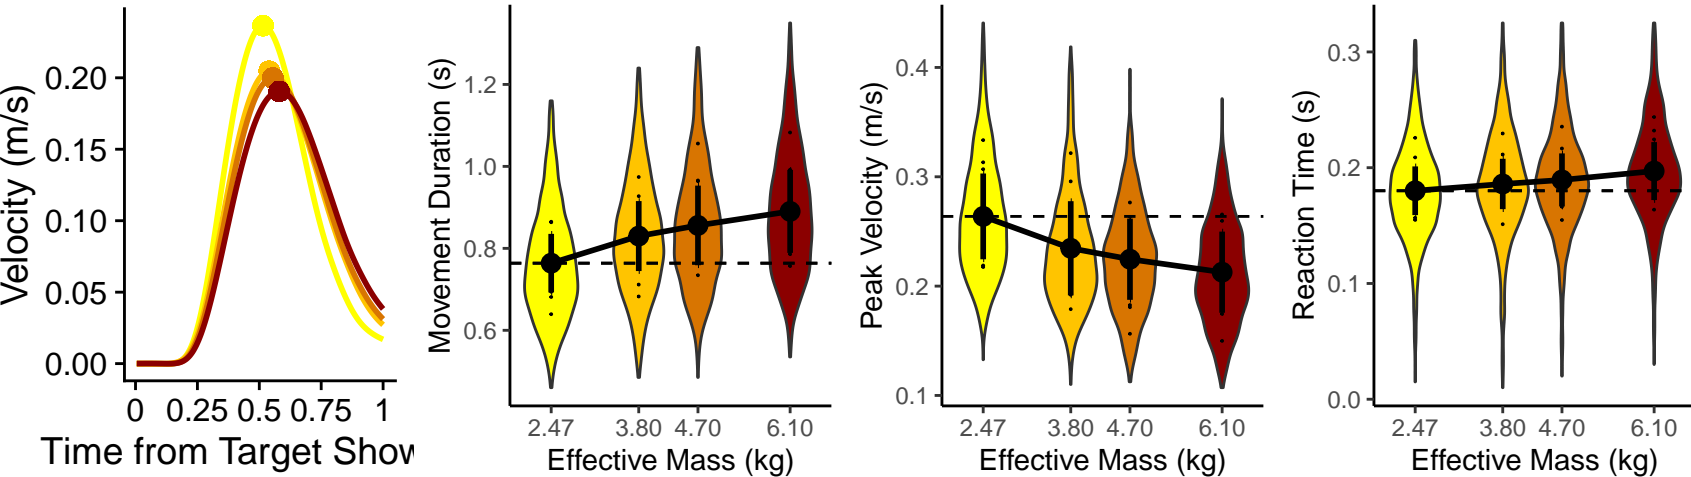 Velocity (m/s)
0.20
0.15
0.10
0.05
0.00
0 0.25 0.5 0.75 1
Time from Target Show
Movement Duration (s)
1.2
1.0
0.8
0.6
2.47 3.80 4.70 6.10
Effective Mass (kg)
Peak Velocity (m/s)
0.4
0.3
0.2
0.1
2.47 3.80 4.70 6.10
Effective Mass (kg)
Reaction Time (s)
0.3
0.2
0.1
0.0
2.47 3.80 4.70 6.10
Effective Mass (kg)